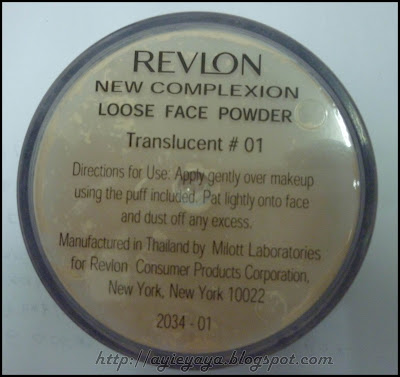 REVLON
NEW COMPLEXION
LOOSE FACE POWDER
Translucent # 01
Directions for Use: Apply gently over makeup
using the puff included. Pat lightly onto face
and dust off any excess.
Manufactured in Thailand by Milott Laboratories
for Revlon Consumer Products Corporation,
New York, New York 10022
2034 - 01
http://ayreyaya.blogspot.com